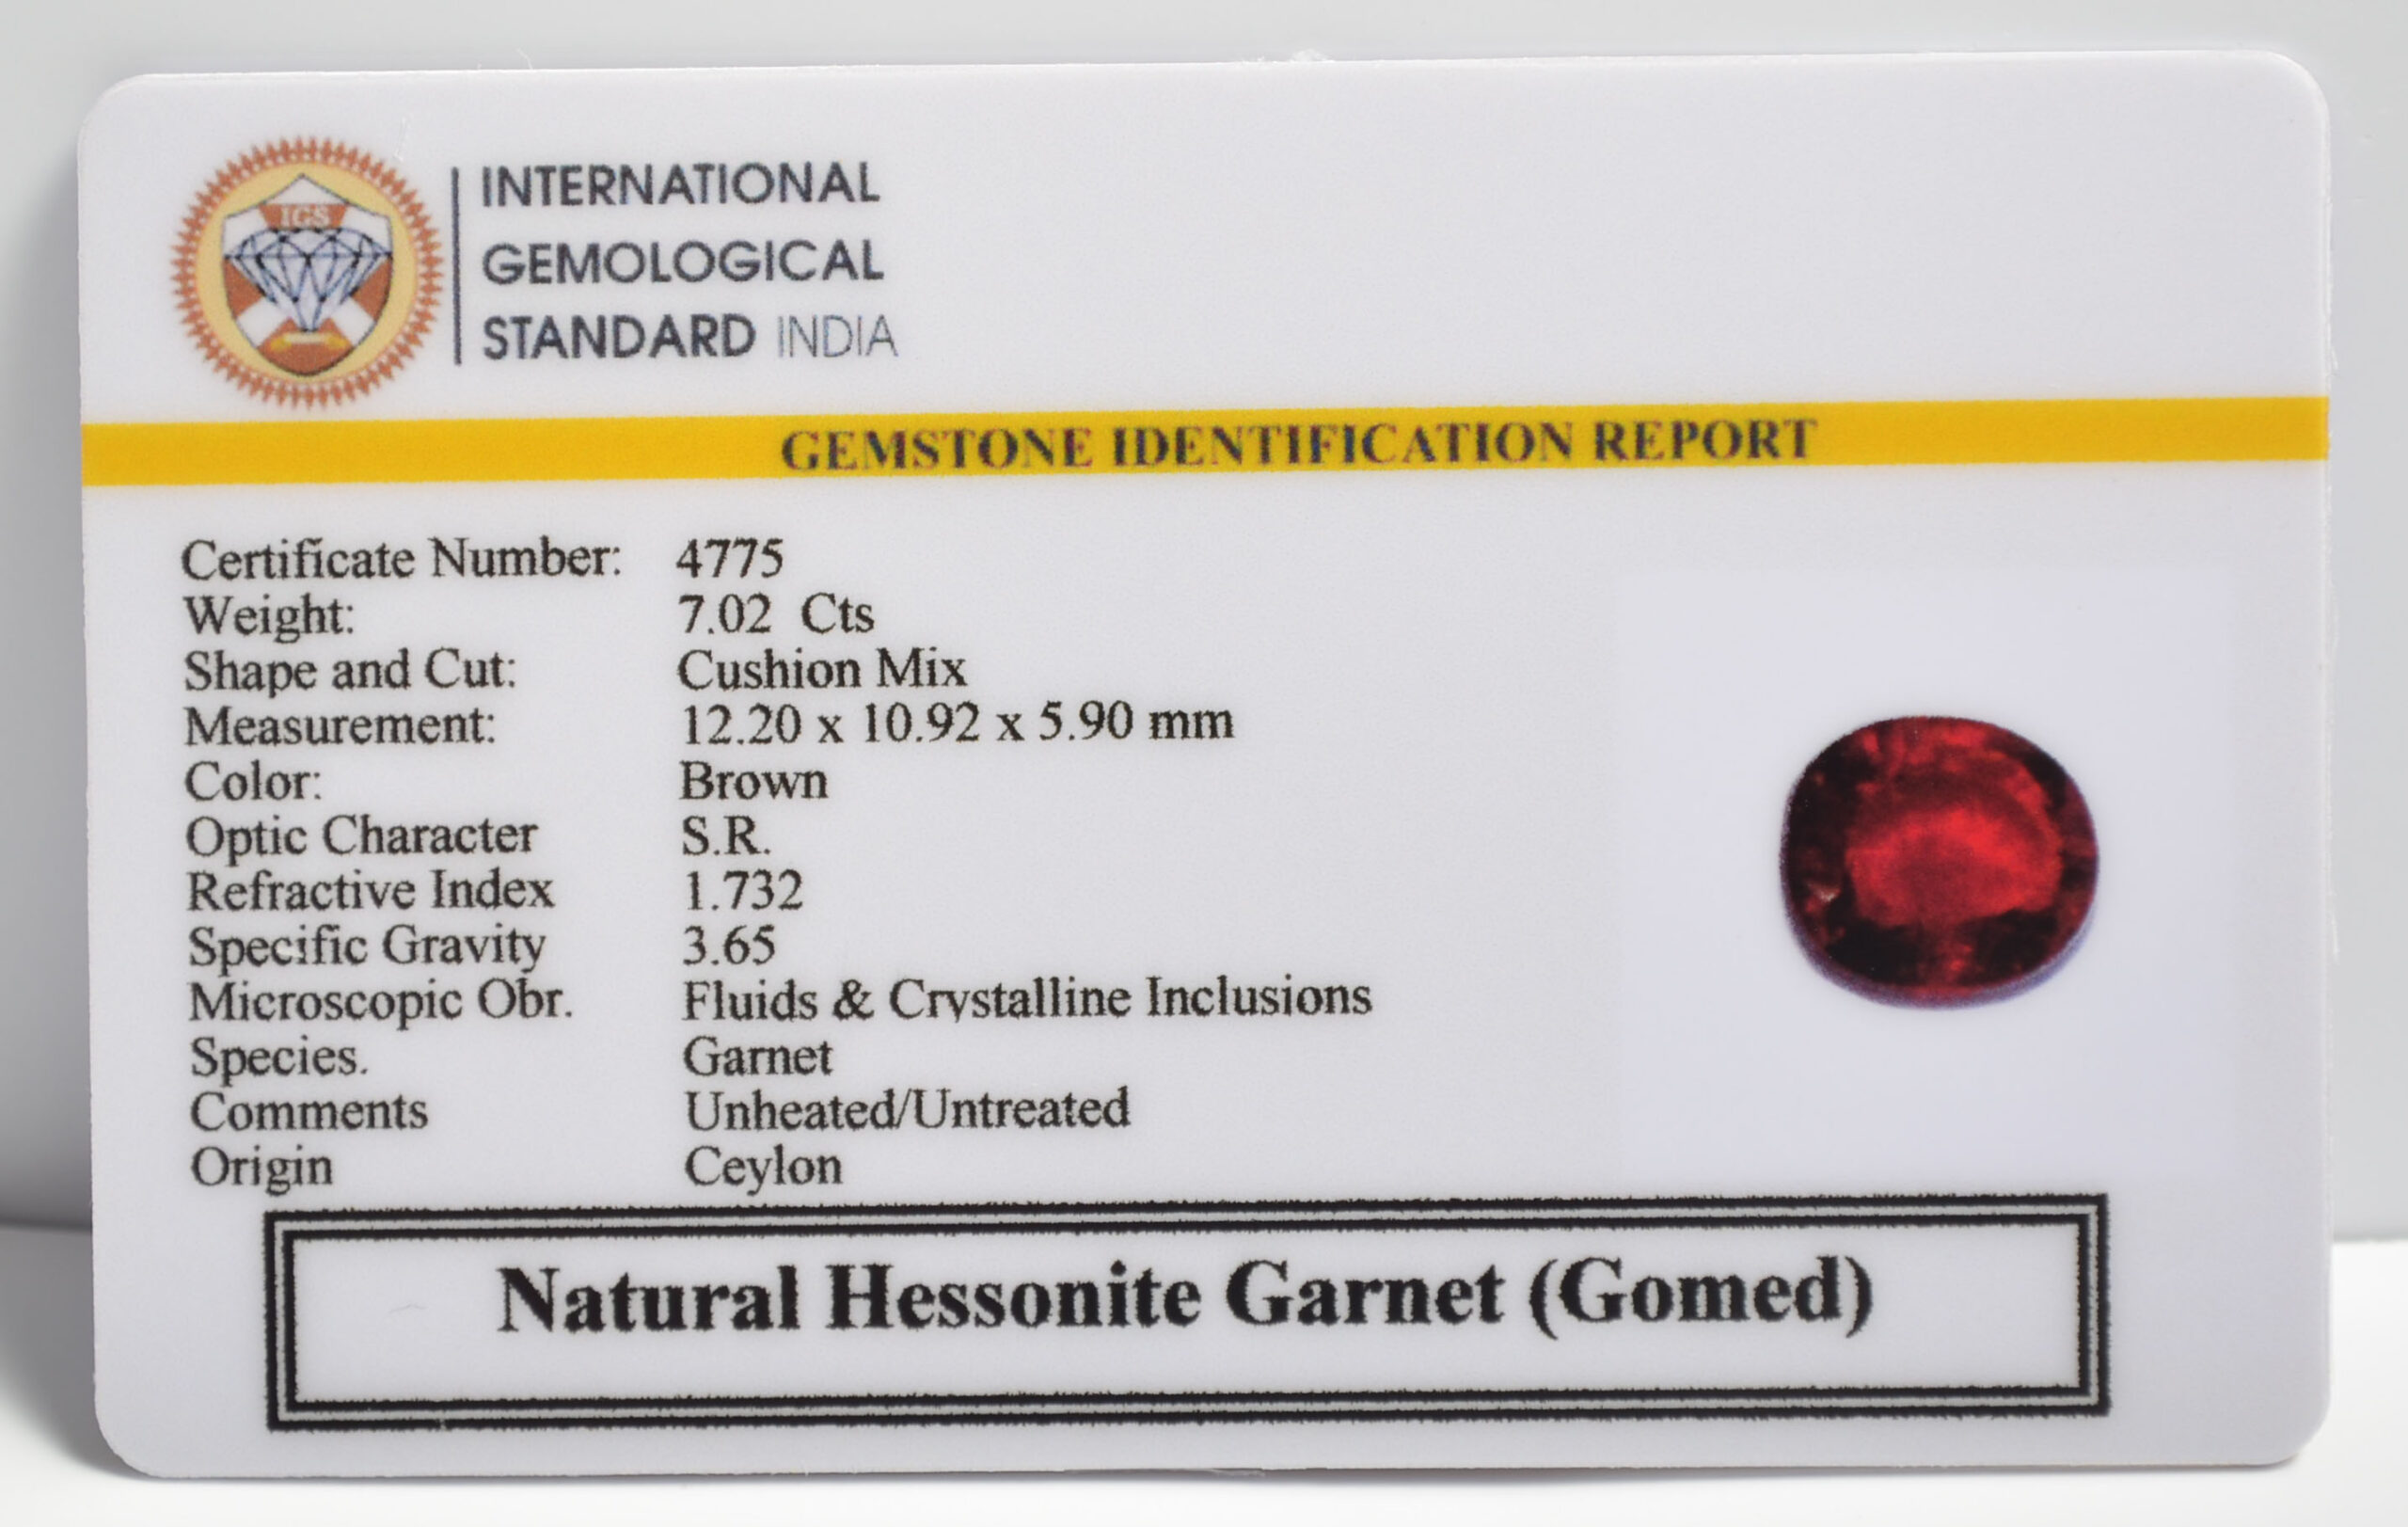 IGS
INTERNATIONAL
GEMOLOGICAL
STANDARD INDIA
GEMSTONE IDENTIFICATION REPORT
Certificate Number: 4775
Weight: 7.02 Cts
Shape and Cut: Cushion Mix
Measurement: 12.20 x 10.92 x 5.90 mm
Color: Brown
Optic Character S.R.
Refractive Index 1.732
Specific Gravity 3.65
Microscopic Obr. Fluids & Crystalline Inclusions
Species. Garnet
Comments Unheated/Untreated
Origin Ceylon
Natural Hessonite Garnet (Gomed)